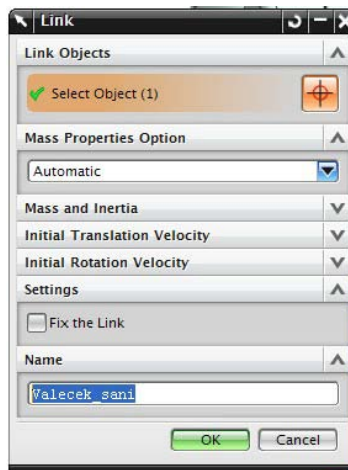 Link
Link Objects
Select Object (1)
Mass Properties Option
Automatic
Mass and Inertia
Initial Translation Velocity
Initial Rotation Velocity
Settings
Fix the Link
Name
Valecek_sani
OK Cancel